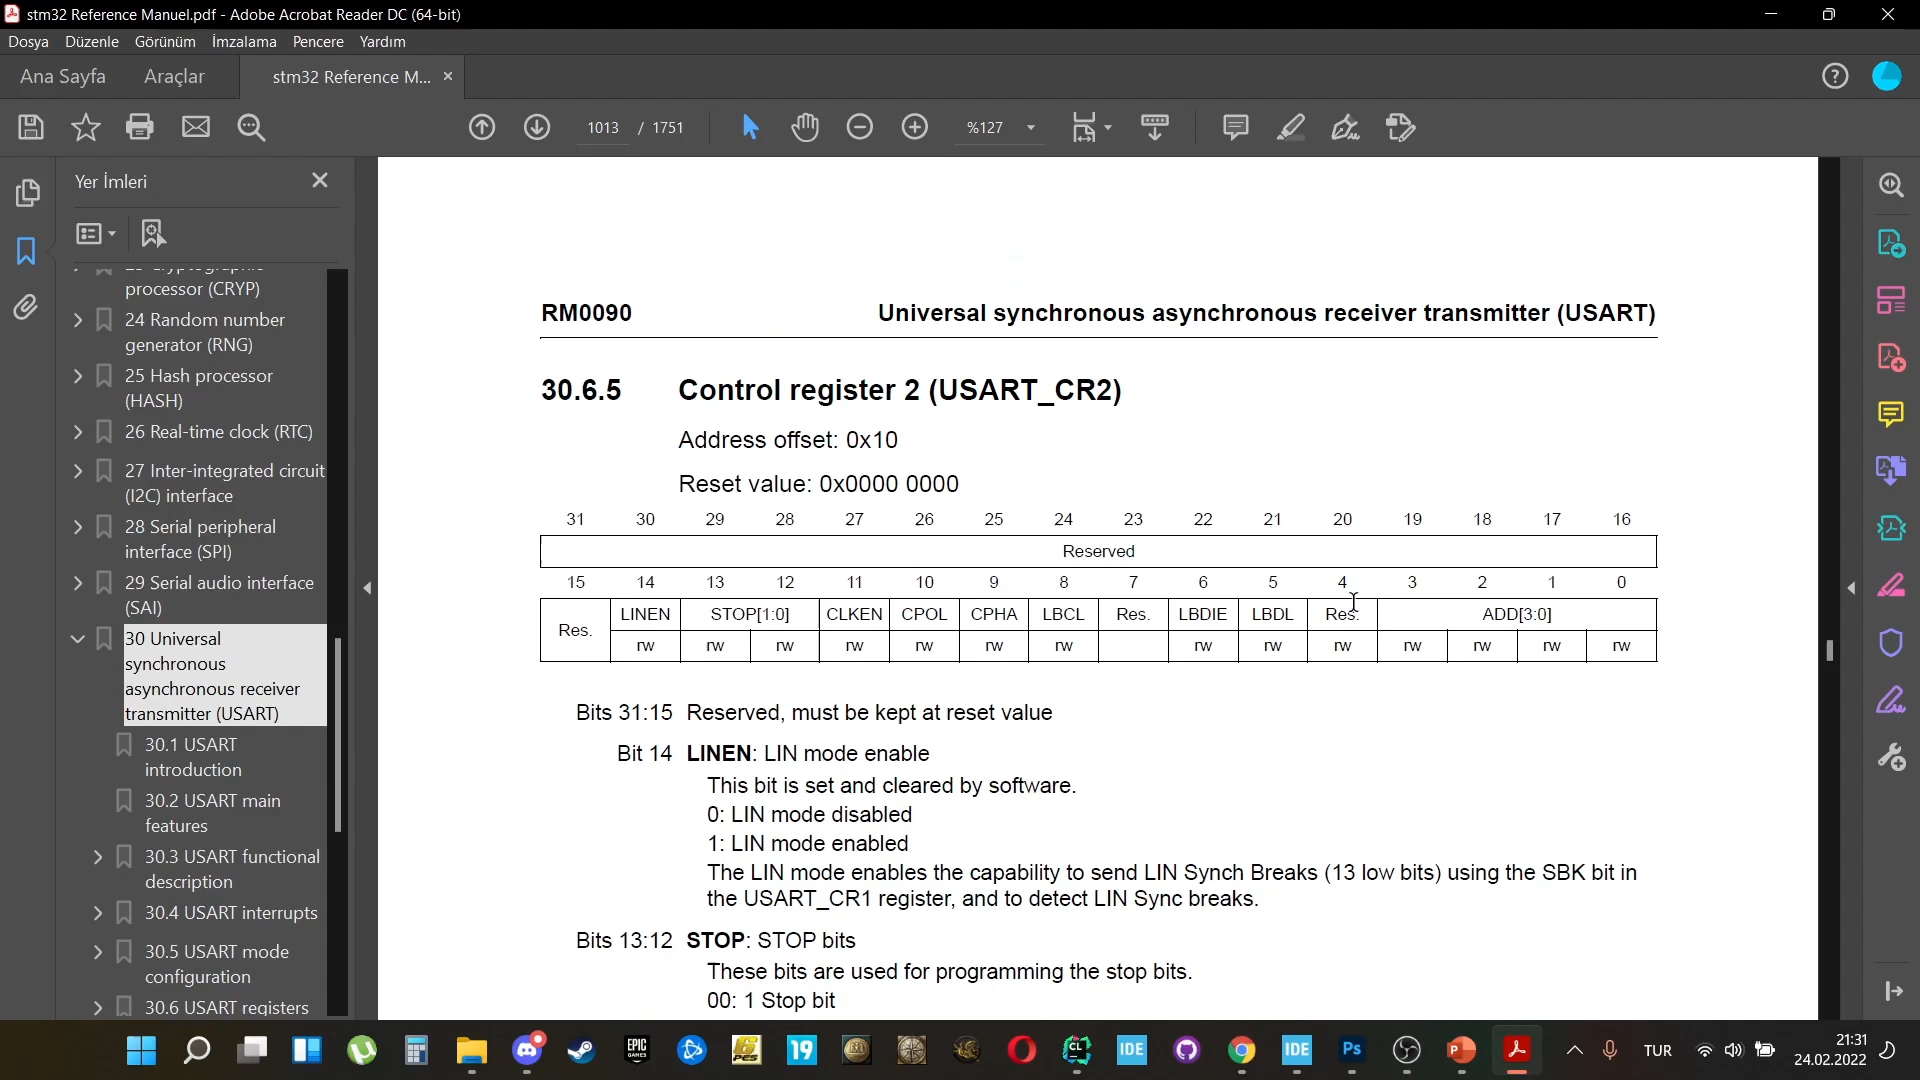 stm32 Reference Manuel.pdf - Adobe Acrobat Reader DC (64-bit)
Dosya Düzenle Görünüm İmzalama Pencere Yardım
Ana Sayfa Araçlar stm32 Reference M... ×
1013 / 1751 %127
Yer İmleri
processor (CRYP)
24 Random number
generator (RNG)
25 Hash processor
(HASH)
26 Real-time clock (RTC)
27 Inter-integrated circuit
(I2C) interface
28 Serial peripheral
interface (SPI)
29 Serial audio interface
(SAI)
30 Universal
synchronous
asynchronous receiver
transmitter (USART)
30.1 USART
introduction
30.2 USART main
features
30.3 USART functional
description
30.4 USART interrupts
30.5 USART mode
configuration
30.6 USART registers
RM0090 Universal synchronous asynchronous receiver transmitter (USART)
30.6.5 Control register 2 (USART_CR2)
Address offset: 0x10
Reset value: 0x0000 0000
31 30 29 28 27 26 25 24 23 22 21 20 19 18 17 16
Reserved
15 14 13 12 11 10 9 8 7 6 5 4 3 2 1 0
Res. LINEN STOP[1:0] CLKEN CPOL CPHA LBCL Res. LBDIE LBDL Res. ADD[3:0]
rw rw rw rw rw rw rw rw rw rw rw rw rw rw
Bits 31:15 Reserved, must be kept at reset value
Bit 14 LINEN: LIN mode enable
This bit is set and cleared by software.
0: LIN mode disabled
1: LIN mode enabled
The LIN mode enables the capability to send LIN Synch Breaks (13 low bits) using the SBK bit in
the USART_CR1 register, and to detect LIN Sync breaks.
Bits 13:12 STOP: STOP bits
These bits are used for programming the stop bits.
00: 1 Stop bit
EPIC GAMES
6 PES
19
CL
IDE
IDE
Ps
P
TUR
21:31
24.02.2022